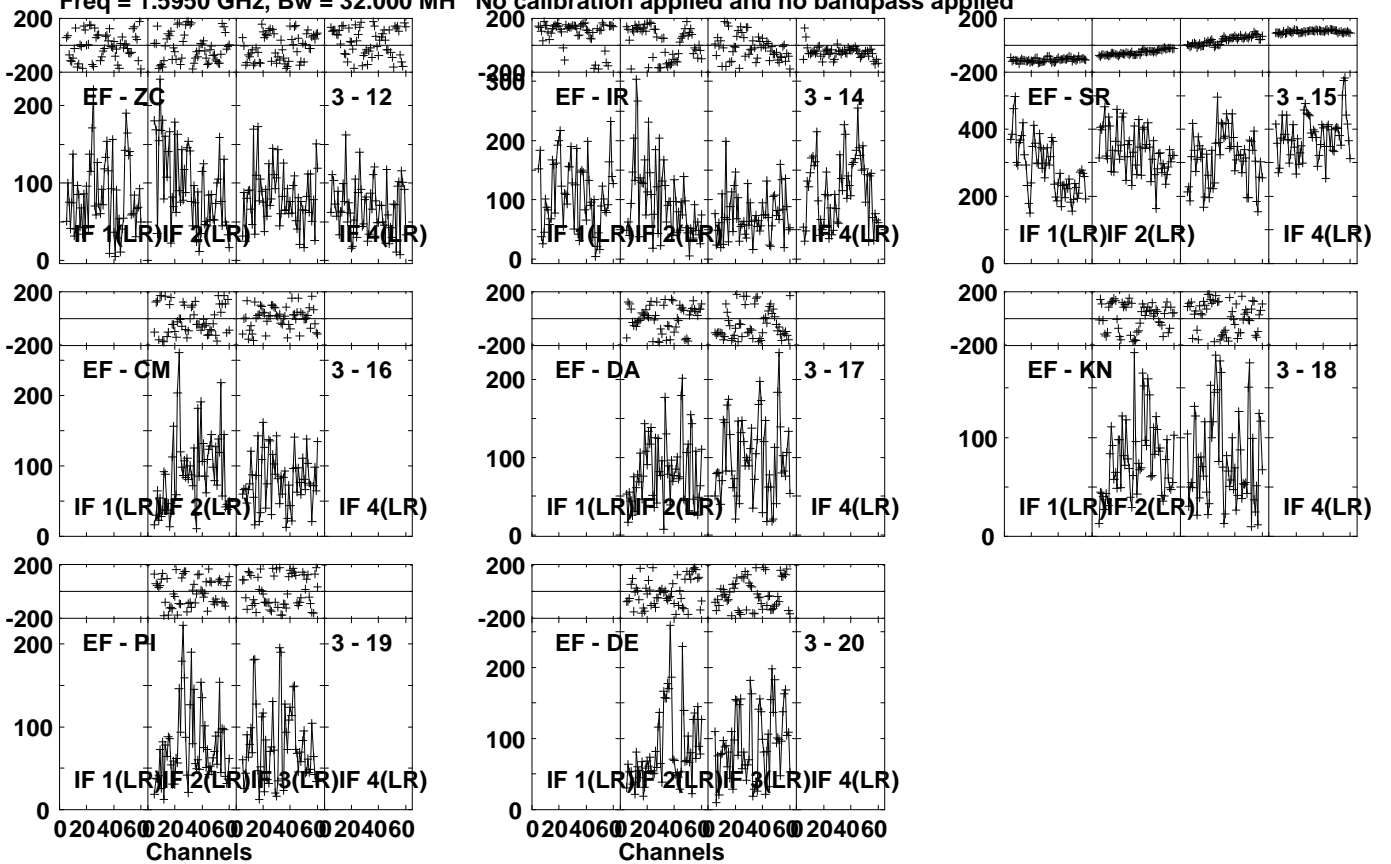 Freq = 1.5950 GHz, Bw = 32.000 MH No calibration applied and no bandpass applied
200
-200
EF - ZC
3 - 12
200
100
0
IF 1(LR) IF 2(LR) IF 4(LR)
200
-200
300
EF - IR
3 - 14
200
100
0
IF 1(LR) IF 2(LR) IF 4(LR)
200
-200
EF - SR
3 - 15
400
200
0
IF 1(LR) IF 2(LR) IF 4(LR)
200
-200
EF - CM
3 - 16
200
100
0
IF 1(LR) IF 2(LR) IF 4(LR)
200
-200
EF - DA
3 - 17
200
100
0
IF 1(LR) IF 2(LR) IF 4(LR)
200
-200
EF - KN
3 - 18
100
0
IF 1(LR) IF 2(LR) IF 4(LR)
200
-200
EF - PI
3 - 19
200
100
0
IF 1(LR) IF 2(LR) IF 3(LR) IF 4(LR)
0 20 40 60 0 20 40 60 0 20 40 60 0 20 40 60
Channels
200
-200
EF - DE
3 - 20
200
100
0
IF 1(LR) IF 2(LR) IF 3(LR) IF 4(LR)
0 20 40 60 0 20 40 60 0 20 40 60 0 20 40 60
Channels